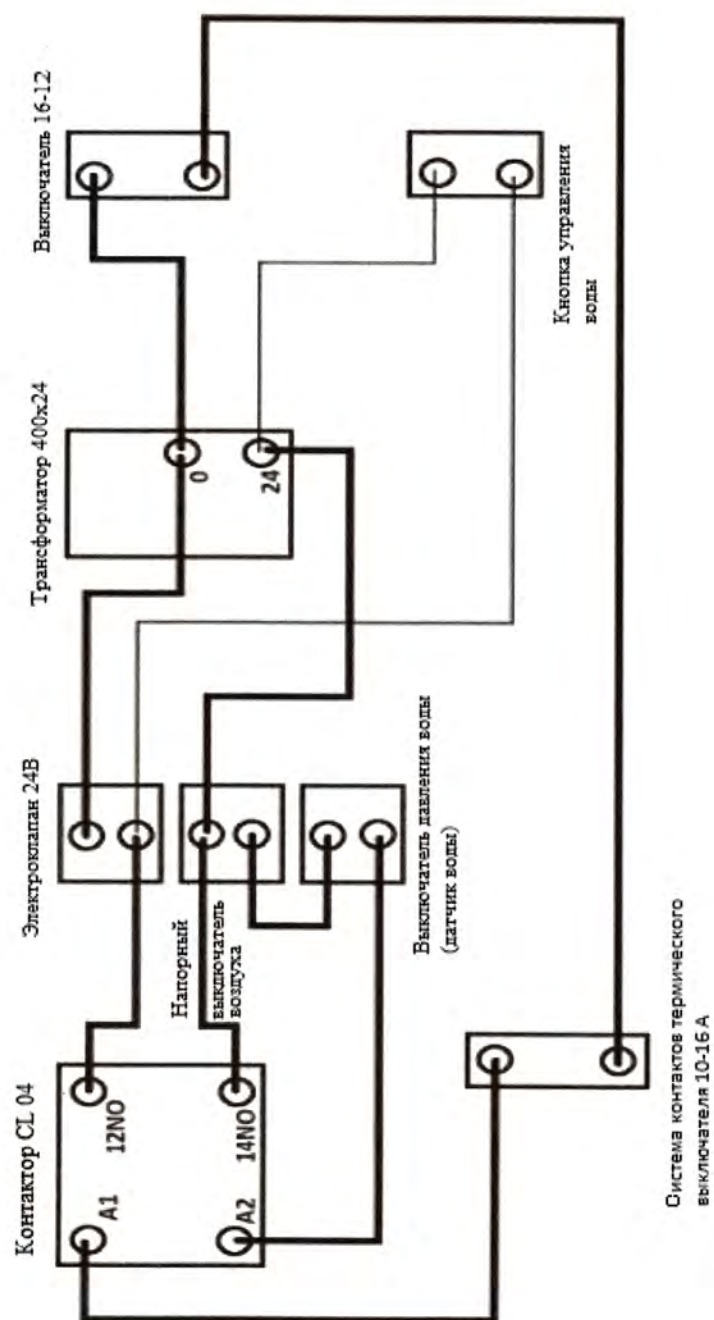 Контактор CL 04
A1
A2
12NO
14NO
Электроклапан 24В
Напорный
выключатель
воздуха
Выключатель давления воды
(датчик воды)
Трансформатор 400x24
0
24
Выключатель 16-12
Кнопка управления
воды
Система контактов термического
выключателя 10-16 А